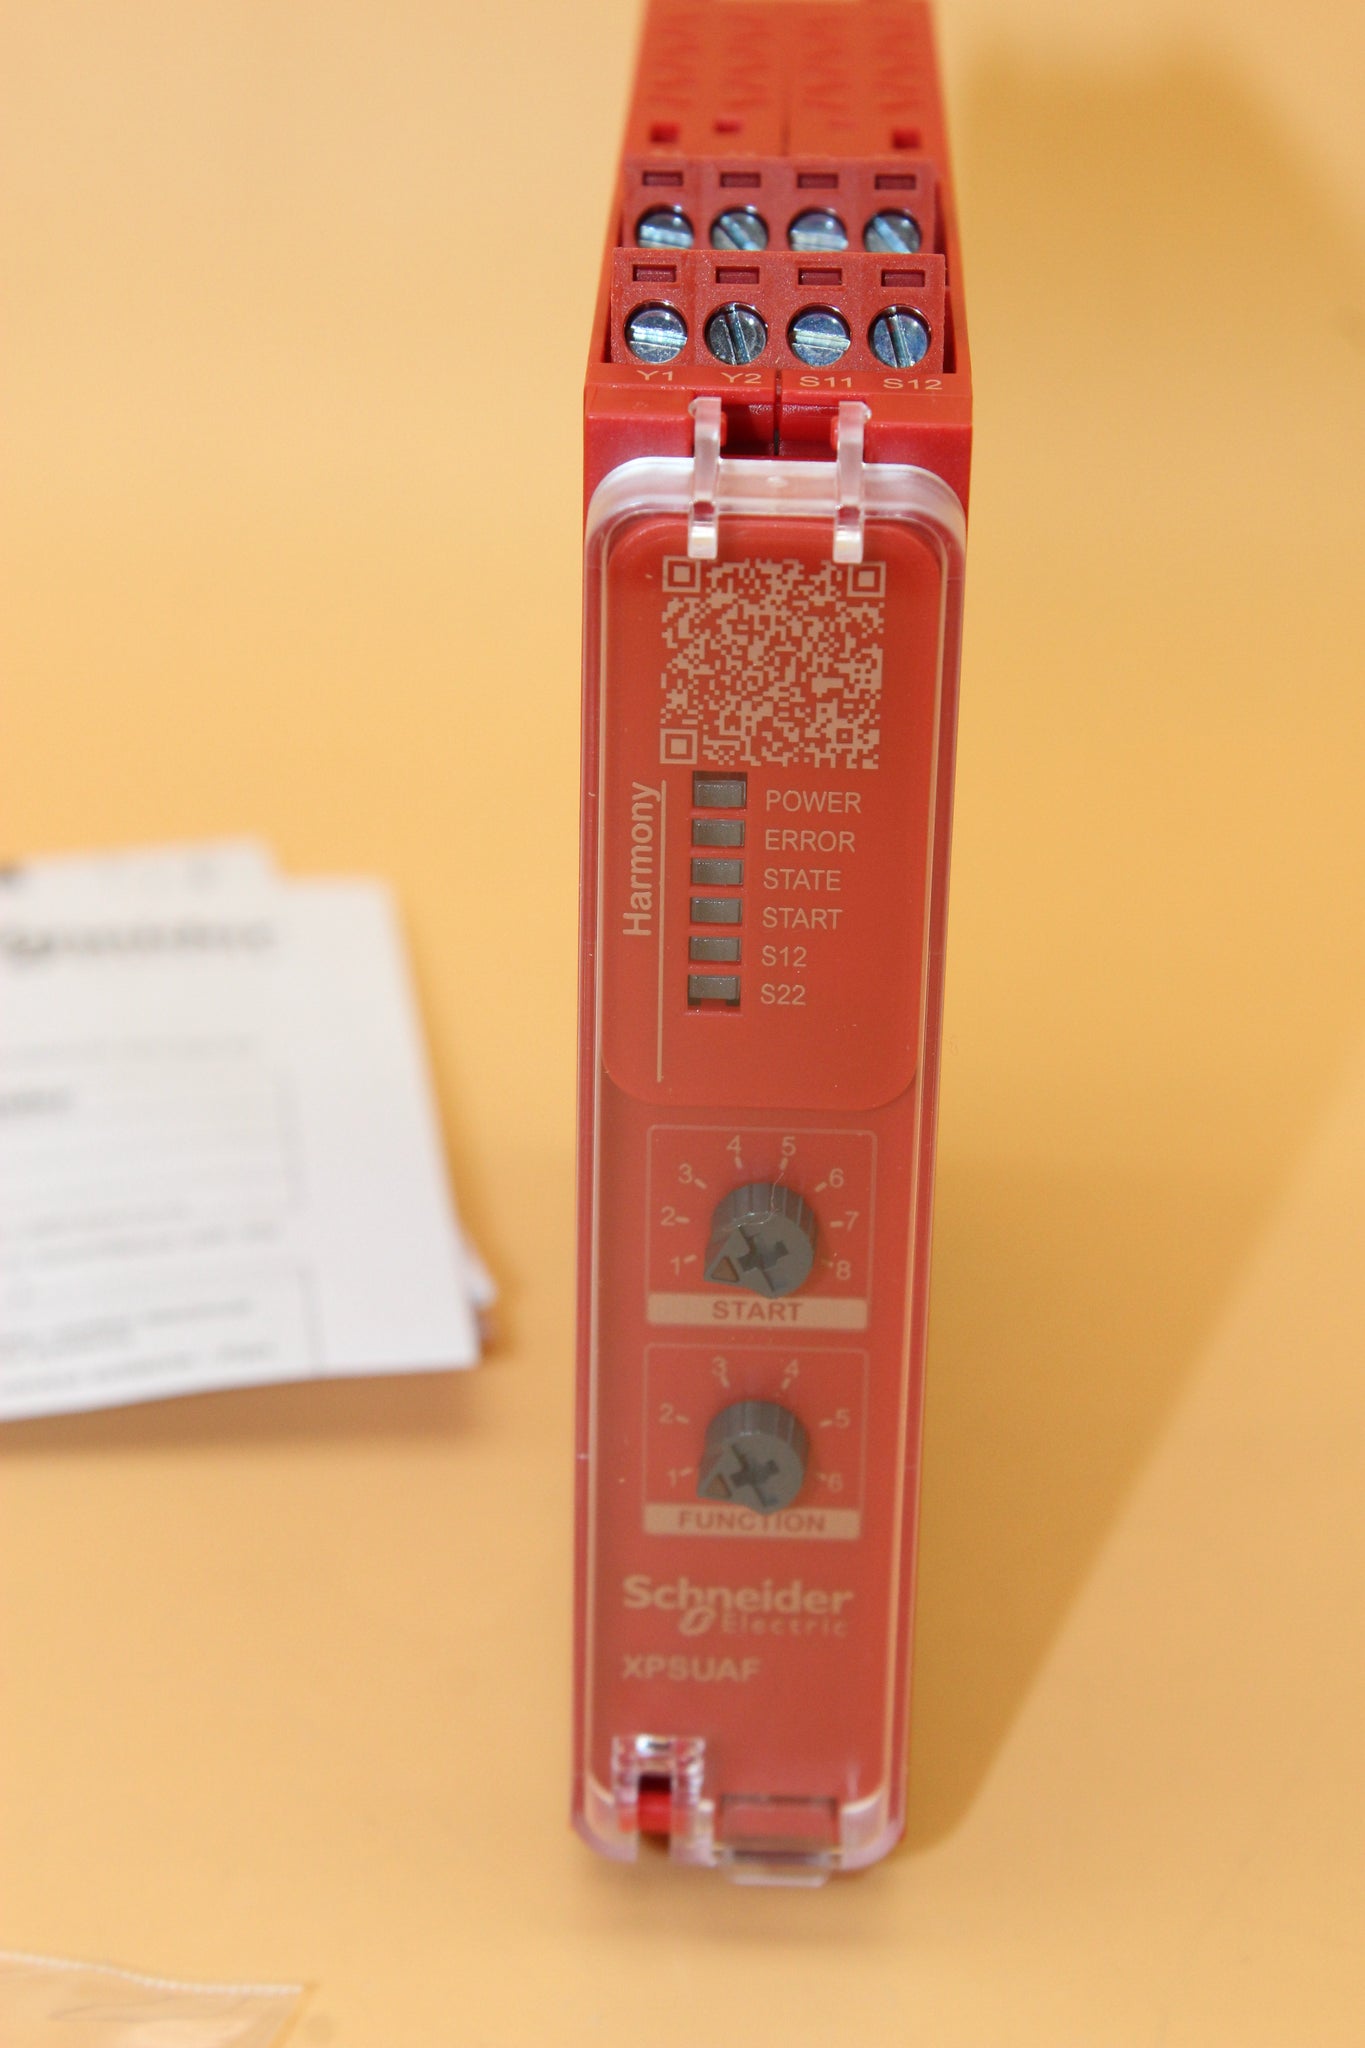 Y1 Y2 S11 S12
Harmony
POWER
ERROR
STATE
START
S12
S22
1 2 3 4 5 6 7 8
START
1 2 3 4 5 6
FUNCTION
Schneider
Electric
XPSUAF